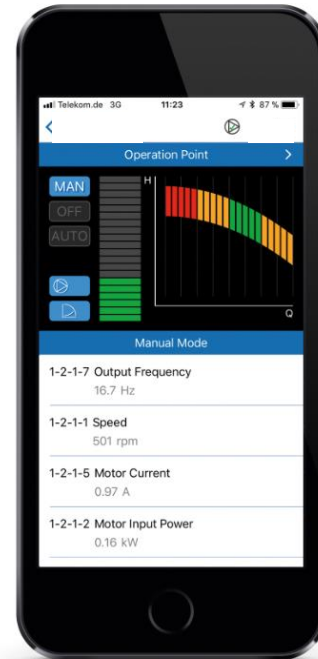 Telekom.de 3G 11:23 87 %
Operation Point
MAN
OFF
AUTO
H
Q
Manual Mode
1-2-1-7 Output Frequency
16.7 Hz
1-2-1-1 Speed
501 rpm
1-2-1-5 Motor Current
0.97 A
1-2-1-2 Motor Input Power
0.16 kW